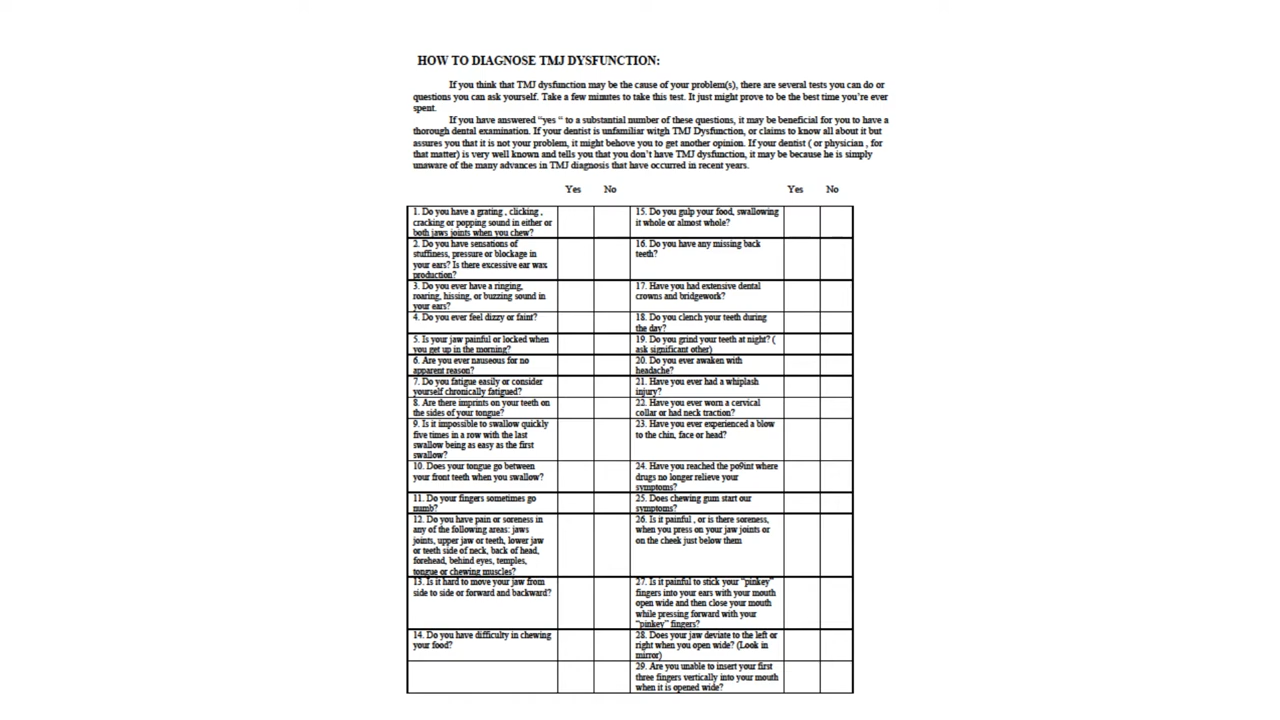 HOW TO DIAGNOSE TMJ DYSFUNCTION:
If you think that TMJ dysfunction may be the cause of your problem(s), there are several tests you can do or
questions you can ask yourself. Take a few minutes to take this test. It just might prove to be the best time you're ever
spent.
If you have answered "yes " to a substantial number of these questions, it may be beneficial for you to have a
thorough dental examination. If your dentist is unfamiliar witgh TMJ Dysfunction, or claims to know all about it but
assures you that it is not your problem, it might behove you to get another opinion. If your dentist ( or physician , for
that matter) is very well known and tells you that you don't have TMJ dysfunction, it may be because he is simply
unaware of the many advances in TMJ diagnosis that have occurred in recent years.
Yes No Yes No
1. Do you have a grating , clicking ,
cracking or popping sound in either or
both jaws joints when you chew?
2. Do you have sensations of
stuffiness, pressure or blockage in
your ears? Is there excessive ear wax
production?
3. Do you ever have a ringing,
roaring, hissing, or buzzing sound in
your ears?
4. Do you ever feel dizzy or faint?
5. Is your jaw painful or locked when
you get up in the morning?
6. Are you ever nauseous for no
apparent reason?
7. Do you fatigue easily or consider
yourself chronically fatigued?
8. Are there imprints on your teeth on
the sides of your tongue?
9. Is it impossible to swallow quickly
five times in a row with the last
swallow being as easy as the first
swallow?
10. Does your tongue go between
your front teeth when you swallow?
11. Do your fingers sometimes go
numb?
12. Do you have pain or soreness in
any of the following areas: jaws
joints, upper jaw or teeth, lower jaw
or teeth side of neck, back of head,
forehead, behind eyes, temples,
tongue or chewing muscles?
13. Is it hard to move your jaw from
side to side or forward and backward?
14. Do you have difficulty in chewing
your food?
15. Do you gulp your food, swallowing
it whole or almost whole?
16. Do you have any missing back
teeth?
17. Have you had extensive dental
crowns and bridgework?
18. Do you clench your teeth during
the day?
19. Do you grind your teeth at night? (
ask significant other)
20. Do you ever awaken with
headache?
21. Have you ever had a whiplash
injury?
22. Have you ever worn a cervical
collar or had neck traction?
23. Have you ever experienced a blow
to the chin, face or head?
24. Have you reached the po9int where
drugs no longer relieve your
symptoms?
25. Does chewing gum start our
symptoms?
26. Is it painful , or is there soreness,
when you press on your jaw joints or
on the cheek just below them
27. Is it painful to stick your "pinkey"
fingers into your ears with your mouth
open wide and then close your mouth
while pressing forward with your
"pinkey" fingers?
28. Does your jaw deviate to the left or
right when you open wide? (Look in
mirror)
29. Are you unable to insert your first
three fingers vertically into your mouth
when it is opened wide?